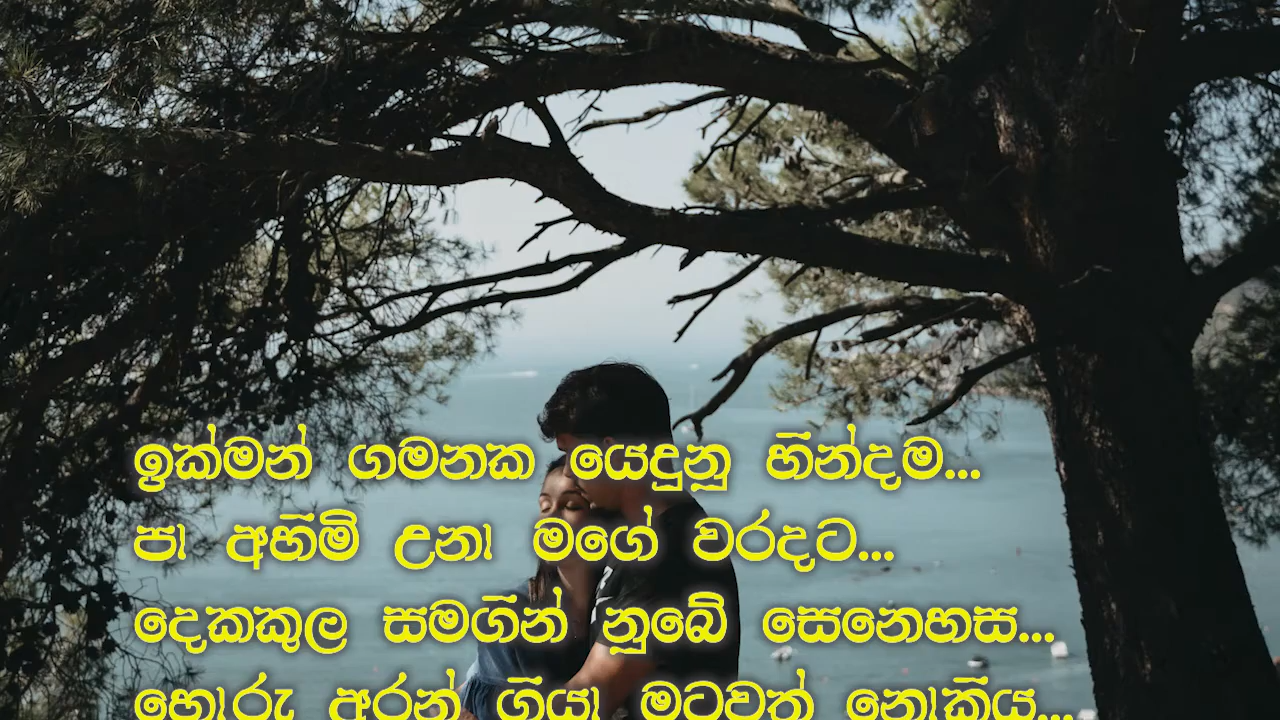 ඉක්මන් ගමනක යෙදුනු හින්දම...
පා අහිමි උනා මගේ වරදට...
දෙකකුල සමගින් නුඹේ සෙනෙහස...
හොරු අරන් ගියා මටවත් නොකිය...